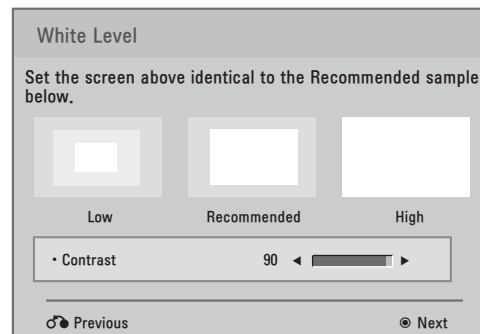 White Level
Set the screen above identical to the Recommended sample
below.
Low Recommended High
• Contrast 90 ◄ ►
Previous ◉ Next